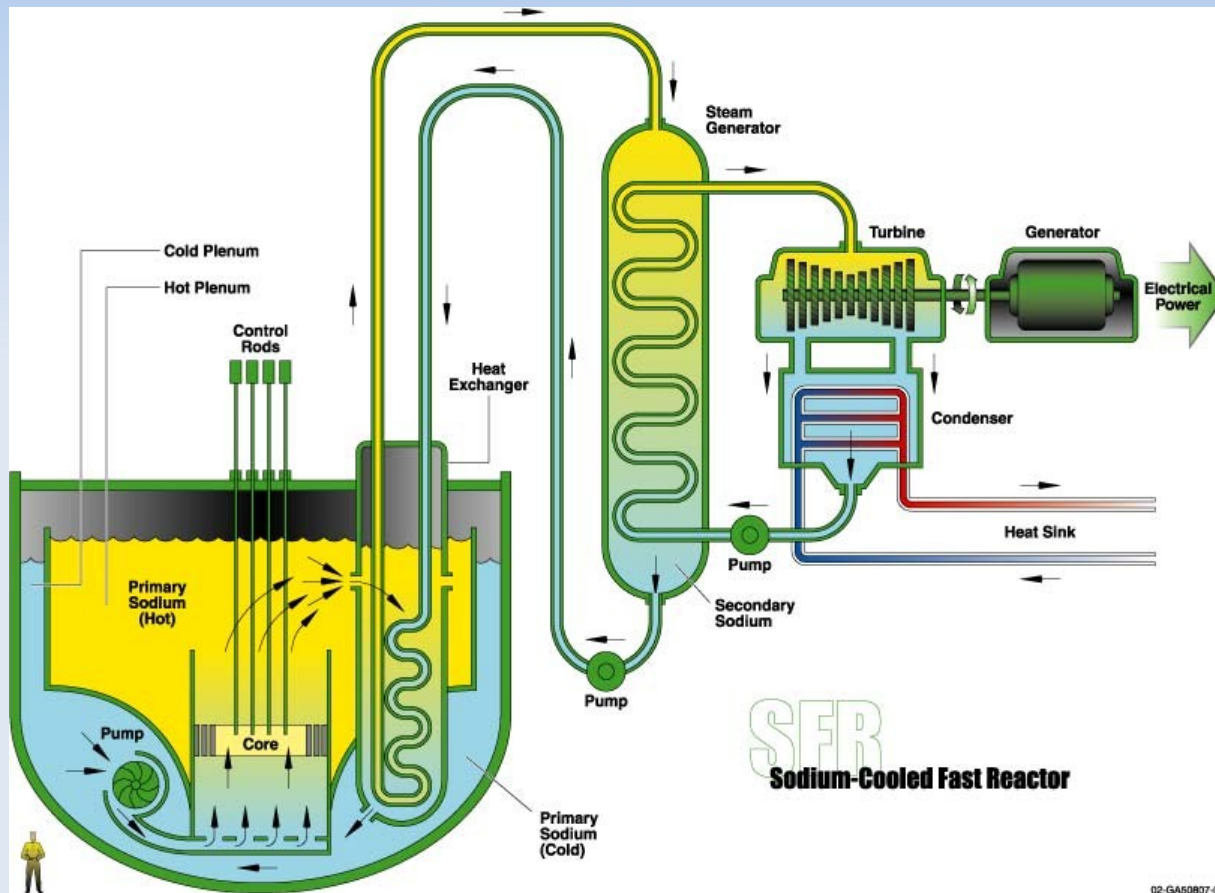 Steam
Generator
Cold Plenum
Hot Plenum
Turbine
Generator
Electrical
Power
Control
Rods
Heat
Exchanger
Condenser
Primary
Sodium
(Hot)
Heat Sink
Pump
Secondary
Sodium
Pump
Pump
Core
SFR
Sodium-Cooled Fast Reactor
Primary
Sodium
(Cold)